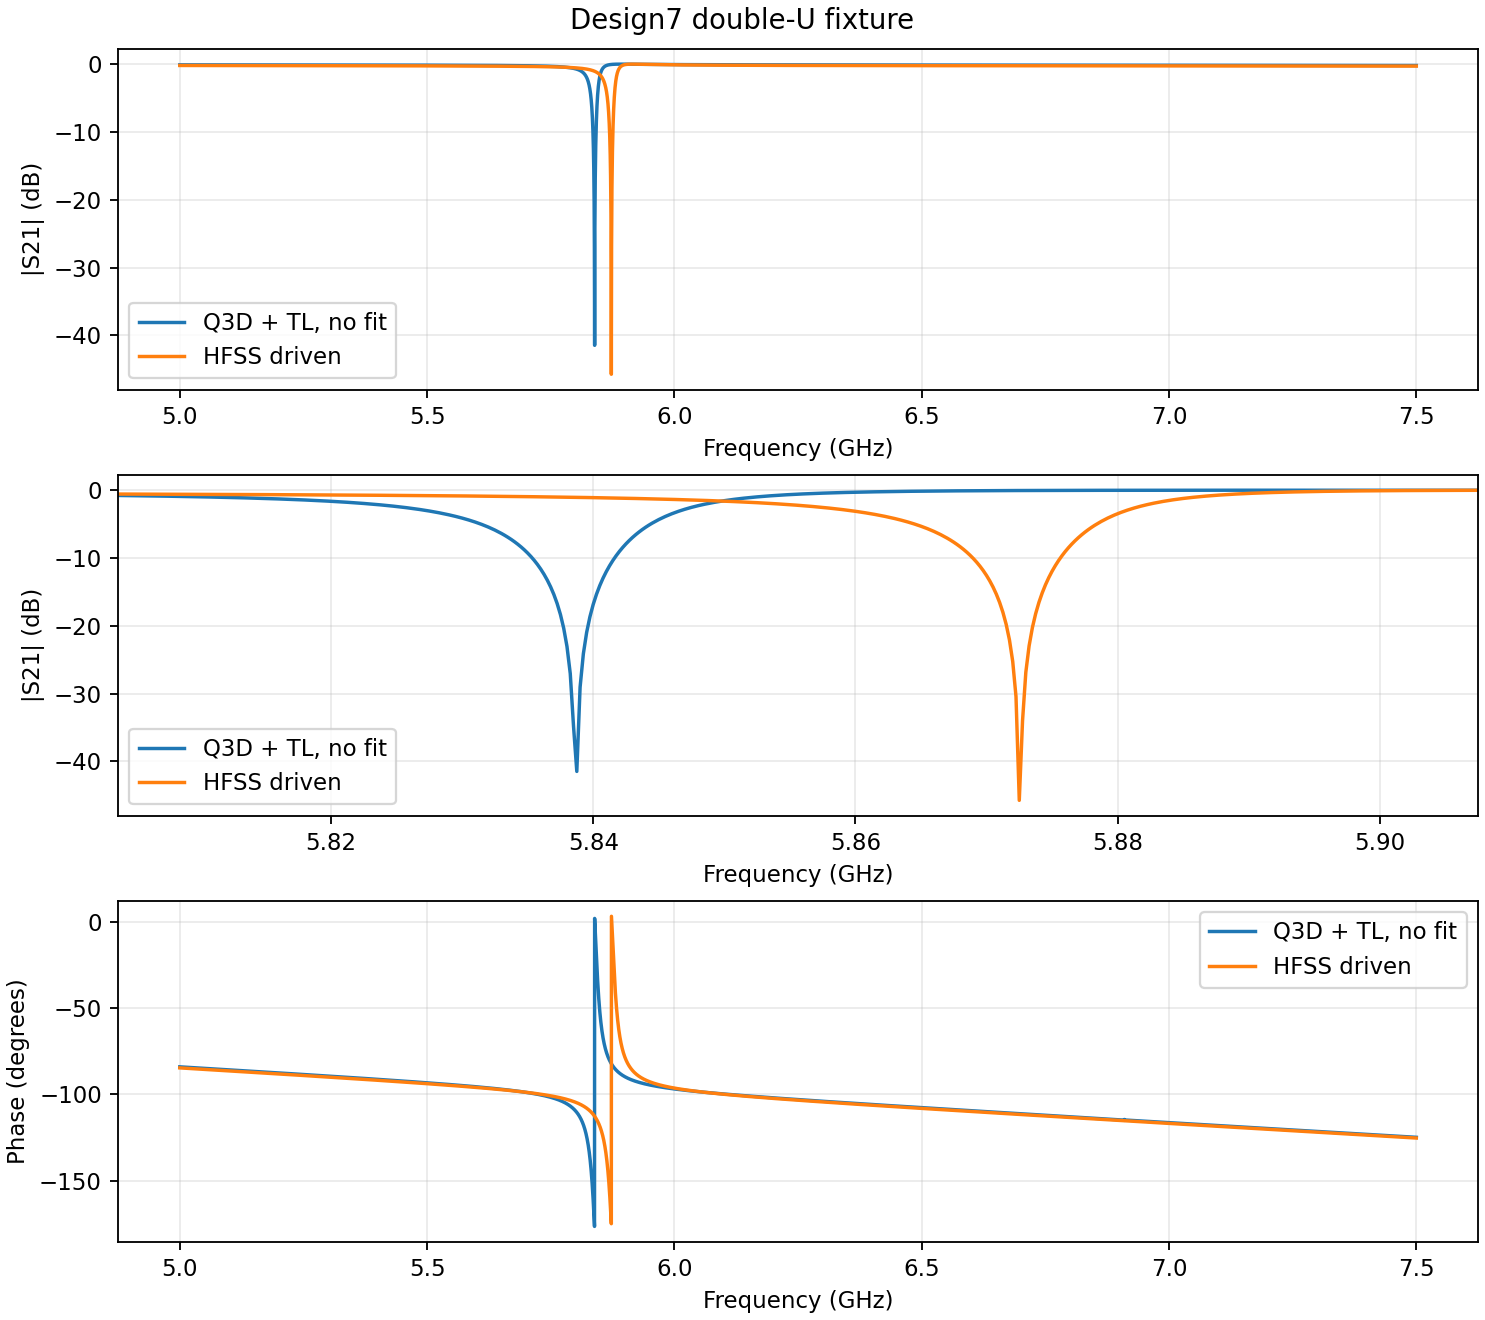 Design7 double-U fixture
0
−10
−20
−30
−40
|S21| (dB)
Q3D + TL, no fit
HFSS driven
5.0 5.5 6.0 6.5 7.0 7.5
Frequency (GHz)
0
−10
−20
−30
−40
|S21| (dB)
Q3D + TL, no fit
HFSS driven
5.82 5.84 5.86 5.88 5.90
Frequency (GHz)
0
−50
−100
−150
Phase (degrees)
Q3D + TL, no fit
HFSS driven
5.0 5.5 6.0 6.5 7.0 7.5
Frequency (GHz)